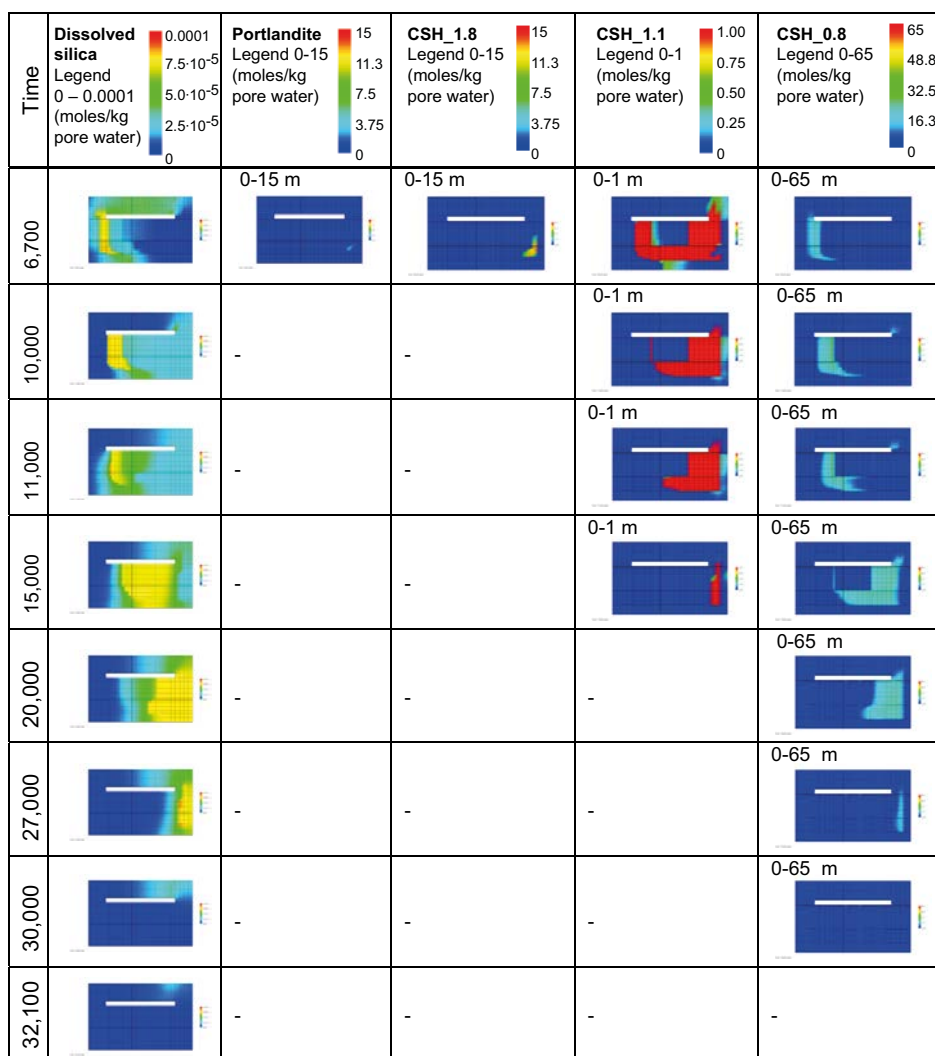 Time
Dissolved
silica
Legend
0 – 0.0001
(moles/kg
pore water)
0.0001
7.5·10-5
5.0·10-5
2.5·10-5
0
Portlandite
Legend 0-15
(moles/kg
pore water)
15
11.3
7.5
3.75
0
CSH_1.8
Legend 0-15
(moles/kg
pore water)
15
11.3
7.5
3.75
0
CSH_1.1
Legend 0-1
(moles/kg
pore water)
1.00
0.75
0.50
0.25
0
CSH_0.8
Legend 0-65
(moles/kg
pore water)
65
48.8
32.5
16.3
0
6,700
0-15 m
0-15 m
0-1 m
0-65 m
10,000
-
-
0-1 m
0-65 m
11,000
-
-
0-1 m
0-65 m
15,000
-
-
0-1 m
0-65 m
20,000
-
-
-
0-65 m
27,000
-
-
-
0-65 m
30,000
-
-
-
0-65 m
32,100
-
-
-
-